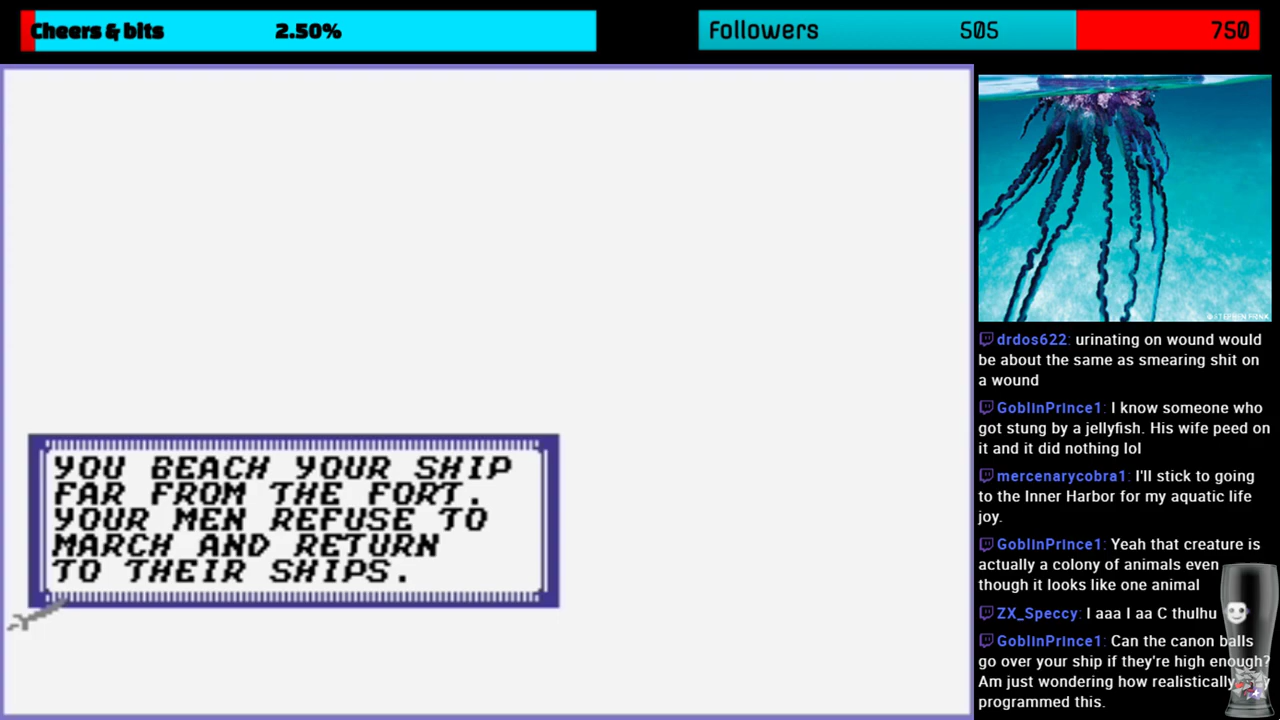 Cheers & bits 2.50%
Followers 505 750
YOU BEACH YOUR SHIP
FAR FROM THE FORT.
YOUR MEN REFUSE TO
MARCH AND RETURN
TO THEIR SHIPS.
drdos622: urinating on wound would
be about the same as smearing shit on
a wound
GoblinPrince1: I know someone who
got stung by a jellyfish. His wife peed on
it and it did nothing lol
mercenarycobra1: I'll stick to going
to the Inner Harbor for my aquatic life
joy.
GoblinPrince1: Yeah that creature is
actually a colony of animals even
though it looks like one animal
ZX_Speccy: I aaa I aa C thulhu
GoblinPrince1: Can the canon balls
go over your ship if they're high enough?
Am just wondering how realistically
programmed this.